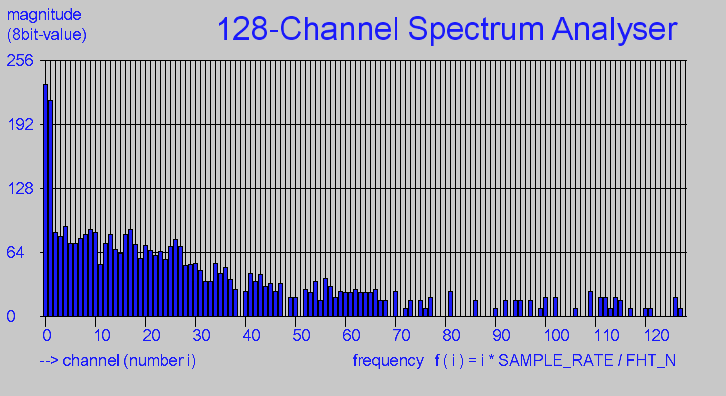 magnitude
(8bit-value)
128-Channel Spectrum Analyser
256
192
128
64
0
0 10 20 30 40 50 60 70 80 90 100 110 120
--> channel (number i)
frequency f ( i ) = i * SAMPLE_RATE / FHT_N